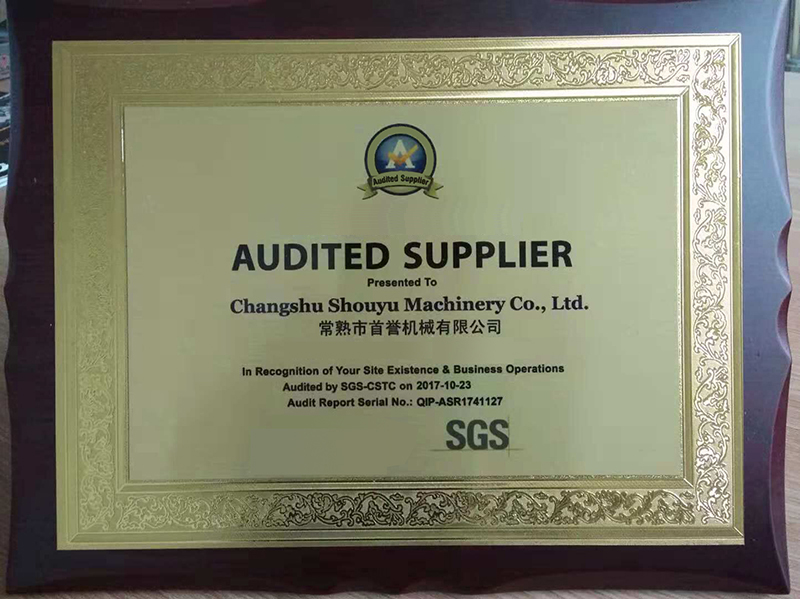 A
Audited Supplier
AUDITED SUPPLIER
Presented To
Changshu Shouyu Machinery Co., Ltd.
常熟市首誉机械有限公司
In Recognition of Your Site Existence & Business Operations
Audited by SGS-CSTC on 2017-10-23
Audit Report Serial No.: QIP-ASR1741127
SGS